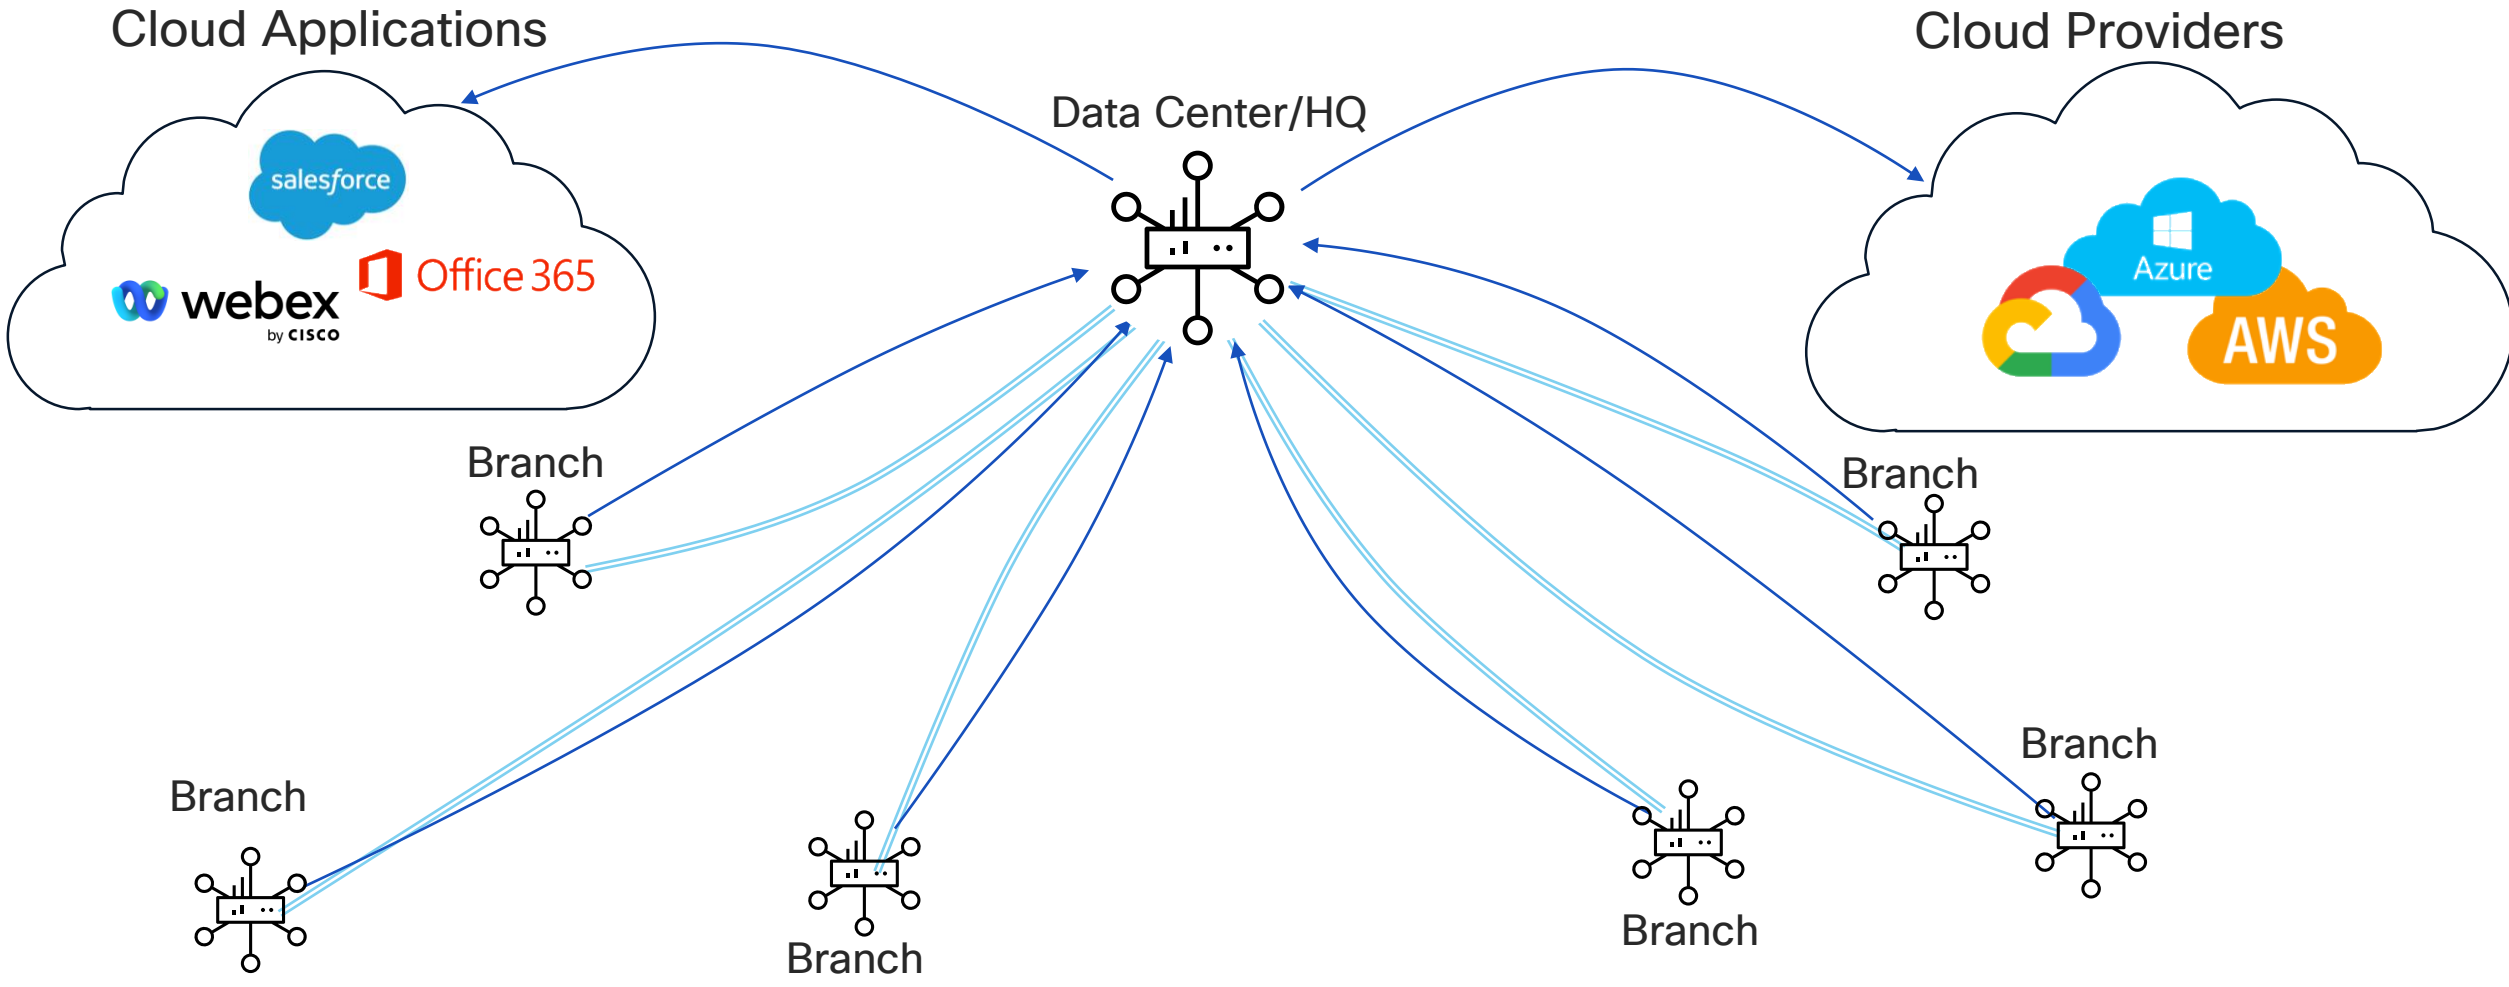 Cloud Applications
Cloud Providers
Data Center/HQ
salesforce
Office 365
webex
by CISCO
Azure
AWS
Branch
Branch
Branch
Branch
Branch
Branch